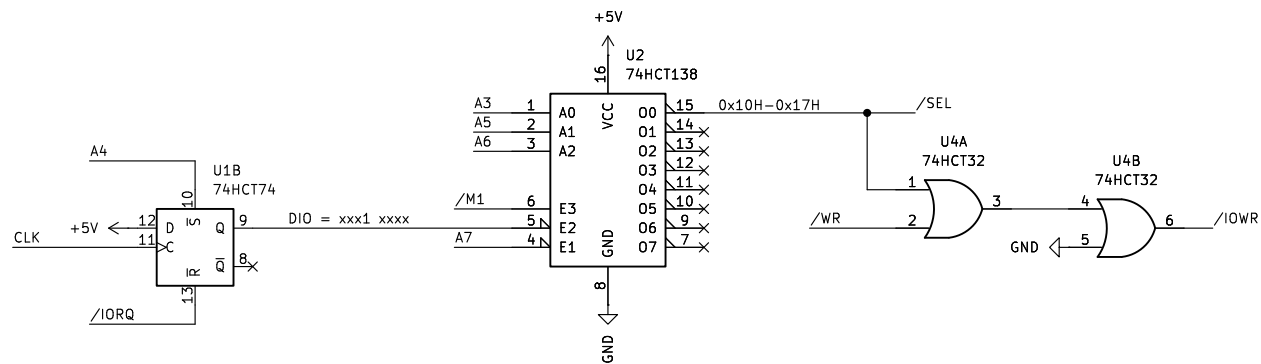 +5V
U2
74HCT138
16
VCC
A3 1 A0 O0 15 0x10H-0x17H /SEL
A5 2 A1 O1 14
A6 3 A2 O2 13
O3 12
O4 11
/M1 6 E3 O5 10
5 E2 O6 9
A7 4 E1 O7 7
GND
8
GND
A4
U1B
74HCT74
10
S
+5V 12 D Q 9 DIO = xxx1 xxxx
CLK 11 C
Q 8
R
13
/IORQ
U4A
74HCT32
1
/WR 2
3
U4B
74HCT32
4
GND 5
6 /IOWR